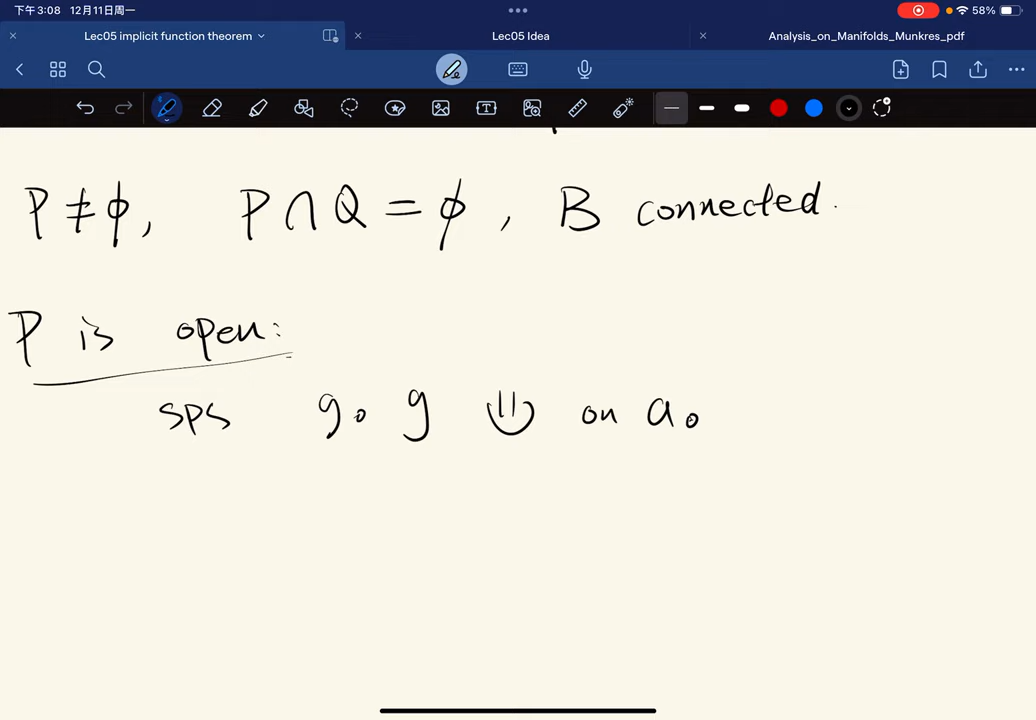 下午3:08 12月11日周一
58%
Lec05 implicit function theorem
Lec05 Idea
Analysis_on_Manifolds_Munkres_pdf
P ≠ ϕ, P ∩ Q = ϕ, B connected.
P is open:
sps g₀ g on a₀